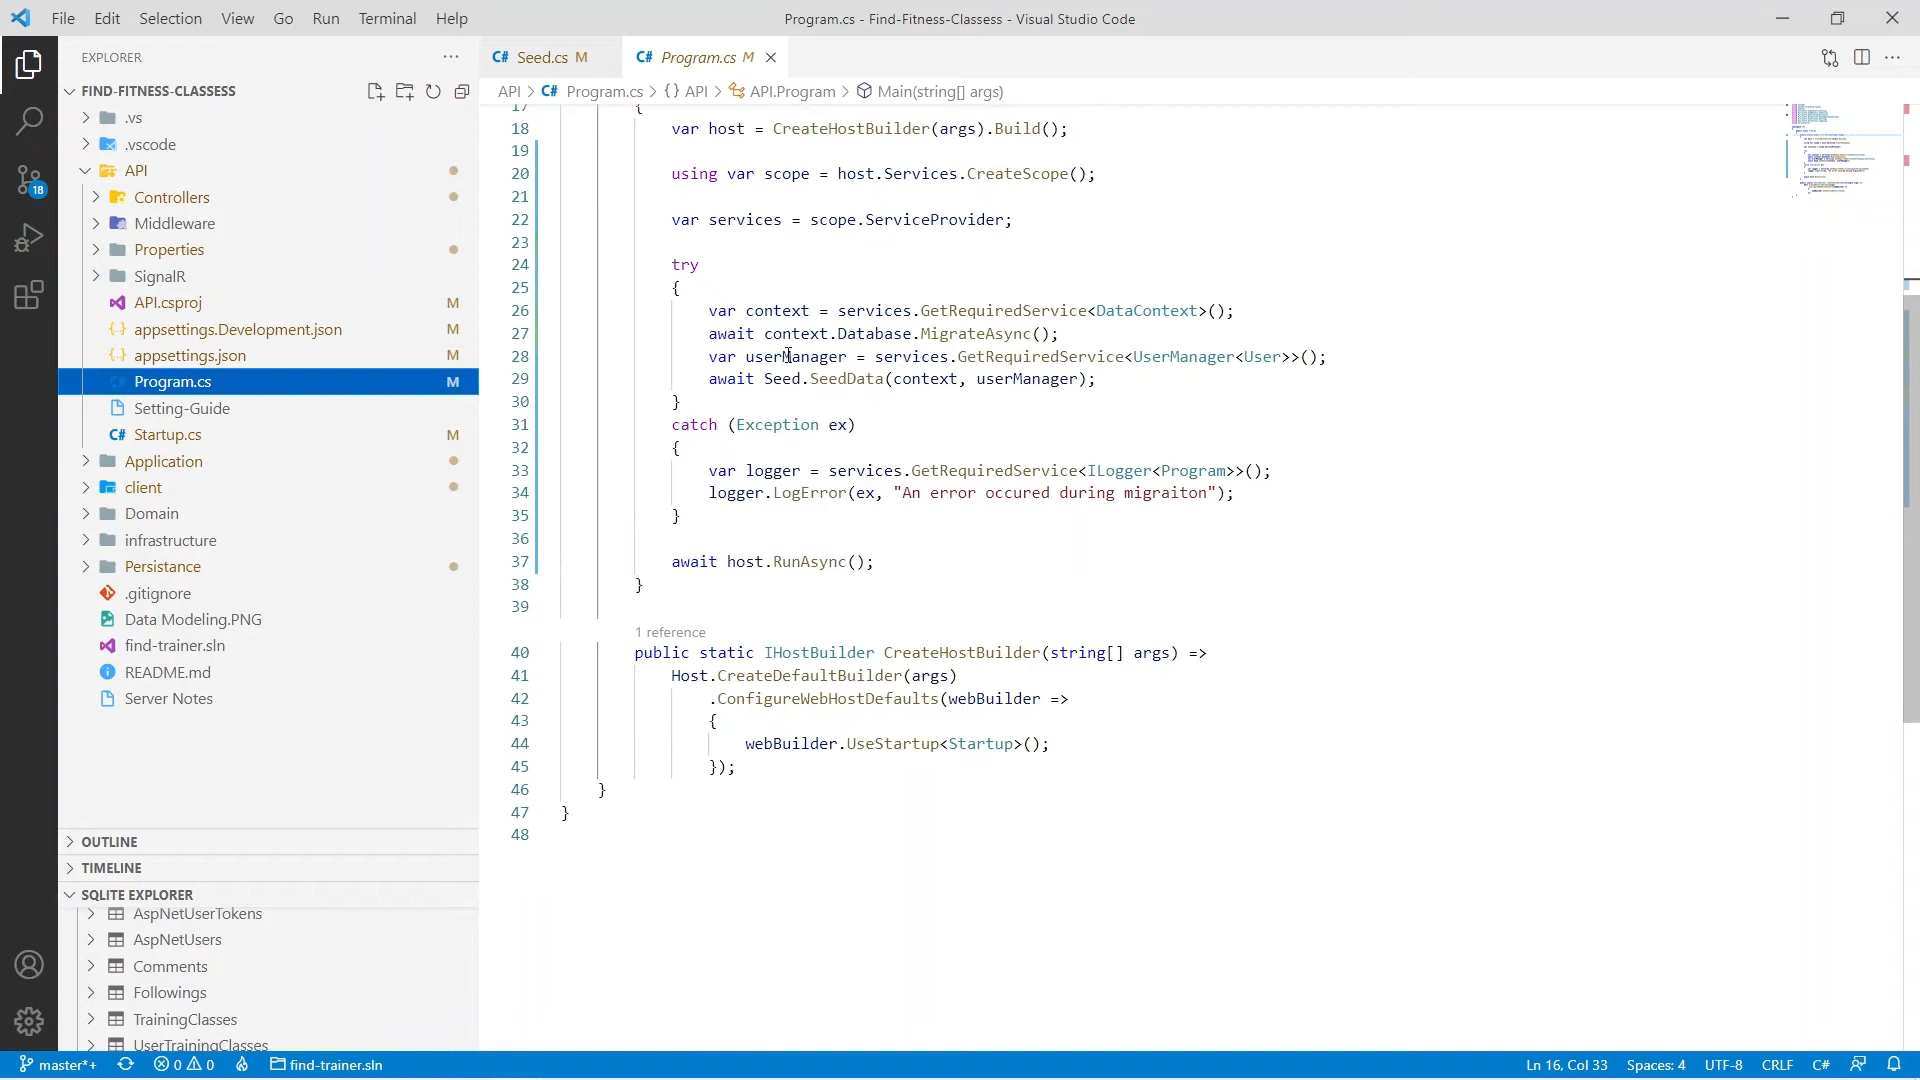 File Edit Selection View Go Run Terminal Help
Program.cs - Find-Fitness-Classess - Visual Studio Code
EXPLORER
FIND-FITNESS-CLASSESS
.vs
.vscode
API
Controllers
Middleware
Properties
SignalR
API.csproj M
appsettings.Development.json M
appsettings.json M
Program.cs M
Setting-Guide
C# Startup.cs M
Application
client
Domain
infrastructure
Persistance
.gitignore
Data Modeling.PNG
find-trainer.sln
README.md
Server Notes
OUTLINE
TIMELINE
SQLITE EXPLORER
AspNetUserTokens
AspNetUsers
Comments
Followings
TrainingClasses
UserTrainingClasses
18
C# Seed.cs M
C# Program.cs M
API > C# Program.cs > {} API > API.Program > Main(string[] args)
17 {
18 var host = CreateHostBuilder(args).Build();
19
20 using var scope = host.Services.CreateScope();
21
22 var services = scope.ServiceProvider;
23
24 try
25 {
26 var context = services.GetRequiredService<DataContext>();
27 await context.Database.MigrateAsync();
28 var userManager = services.GetRequiredService<UserManager<User>>();
29 await Seed.SeedData(context, userManager);
30 }
31 catch (Exception ex)
32 {
33 var logger = services.GetRequiredService<ILogger<Program>>();
34 logger.LogError(ex, "An error occured during migraiton");
35 }
36
37 await host.RunAsync();
38 }
39
1 reference
40 public static IHostBuilder CreateHostBuilder(string[] args) =>
41 Host.CreateDefaultBuilder(args)
42 .ConfigureWebHostDefaults(webBuilder =>
43 {
44 webBuilder.UseStartup<Startup>();
45 });
46 }
47 }
48
master*+ 0 0 find-trainer.sln
Ln 16, Col 33 Spaces: 4 UTF-8 CRLF C#